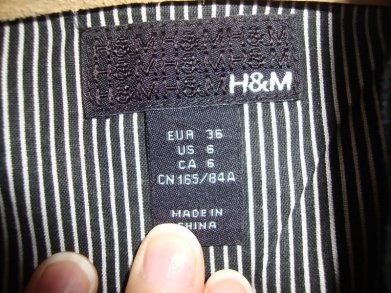 H&M H&M H&M
H&M H&M H&M
H&M H&M
H&M
EUR 36
US 6
CA 6
CN 165/84A
MADE IN
CHINA